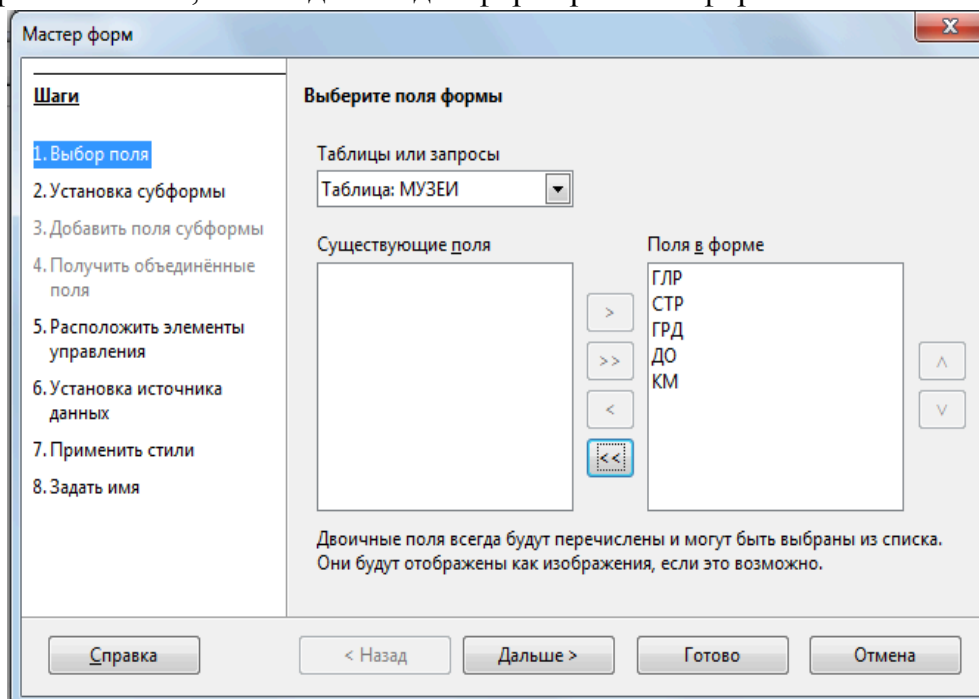 Мастер форм
Шаги
1. Выбор поля
2. Установка субформы
3. Добавить поля субформы
4. Получить объединённые
поля
5. Расположить элементы
управления
6. Установка источника
данных
7. Применить стили
8. Задать имя
Выберите поля формы
Таблицы или запросы
Таблица: МУЗЕИ
Существующие поля
>
>>
<
<<
Поля в форме
ГЛР
СТР
ГРД
ДО
КМ
Двоичные поля всегда будут перечислены и могут быть выбраны из списка.
Они будут отображены как изображения, если это возможно.
Справка
< Назад
Дальше >
Готово
Отмена